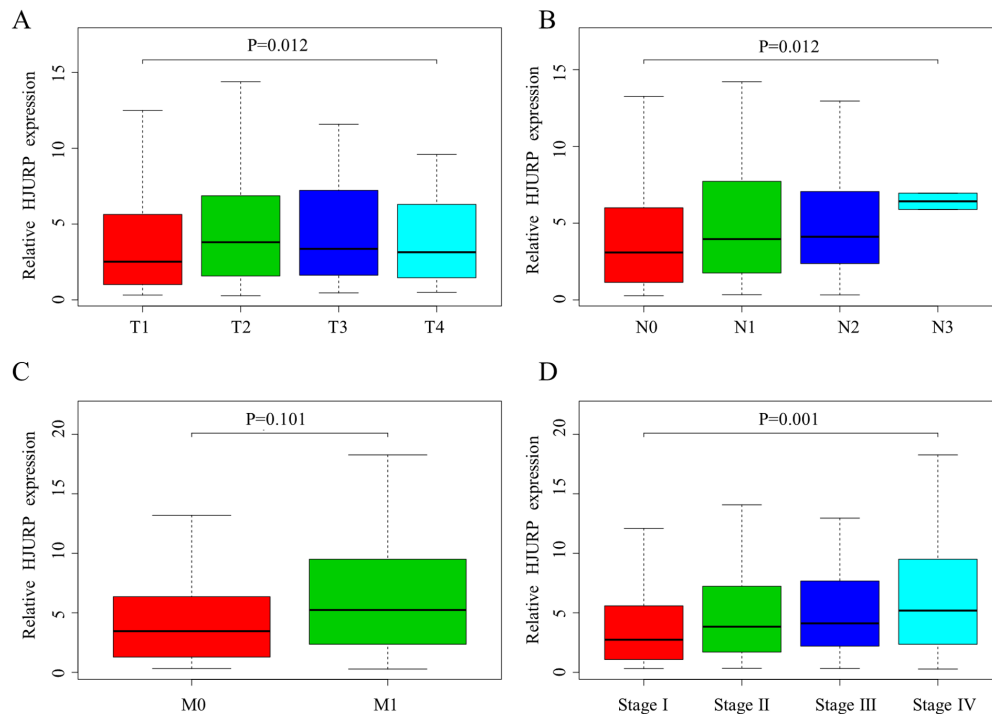 A
P=0.012
Relative HJURP expression
15
10
5
0
T1 T2 T3 T4
B
P=0.012
Relative HJURP expression
15
10
5
0
N0 N1 N2 N3
C
P=0.101
Relative HJURP expression
20
15
10
5
0
M0 M1
D
P=0.001
Relative HJURP expression
20
15
10
5
0
Stage I Stage II Stage III Stage IV